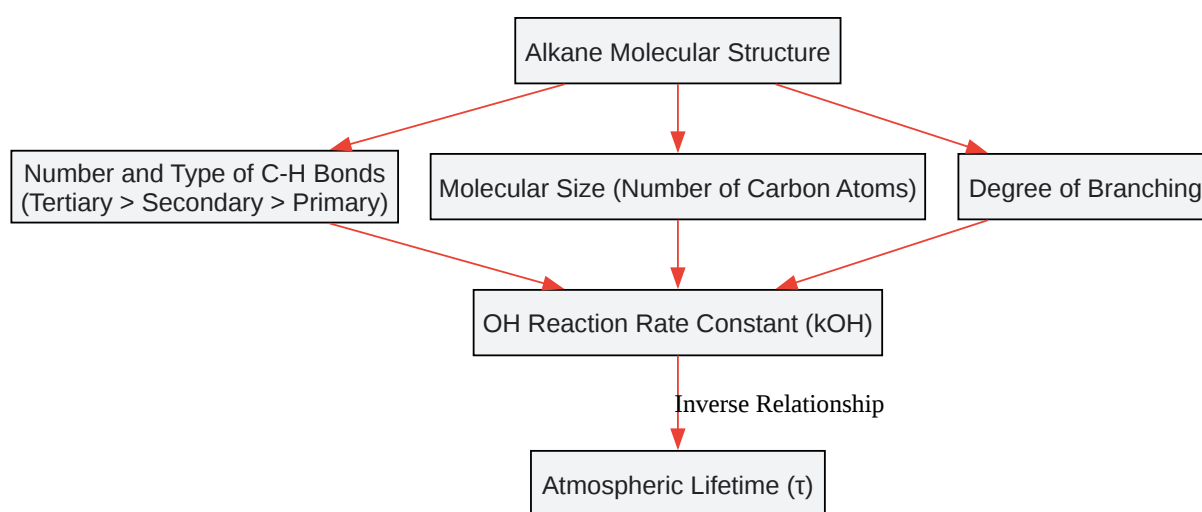 Alkane Molecular Structure
Number and Type of C-H Bonds
(Tertiary > Secondary > Primary)
Molecular Size (Number of Carbon Atoms)
Degree of Branching
OH Reaction Rate Constant (kOH)
Inverse Relationship
Atmospheric Lifetime (τ)